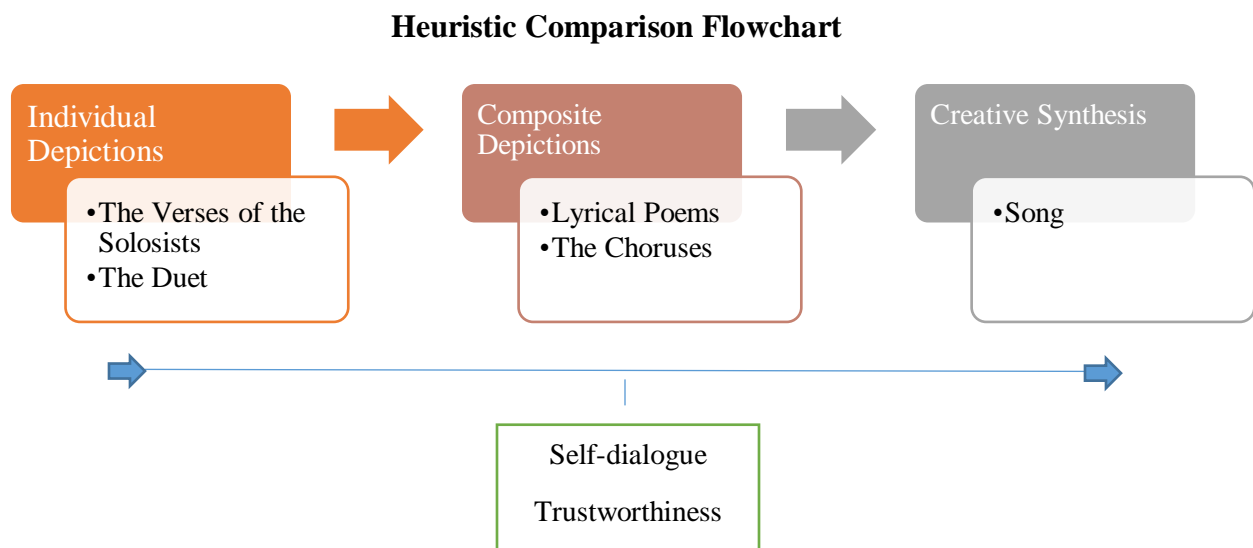 Heuristic Comparison Flowchart
Individual
Depictions
•The Verses of the
Solosists
•The Duet
Composite
Depictions
•Lyrical Poems
•The Choruses
Creative Synthesis
•Song
Self-dialogue
Trustworthiness